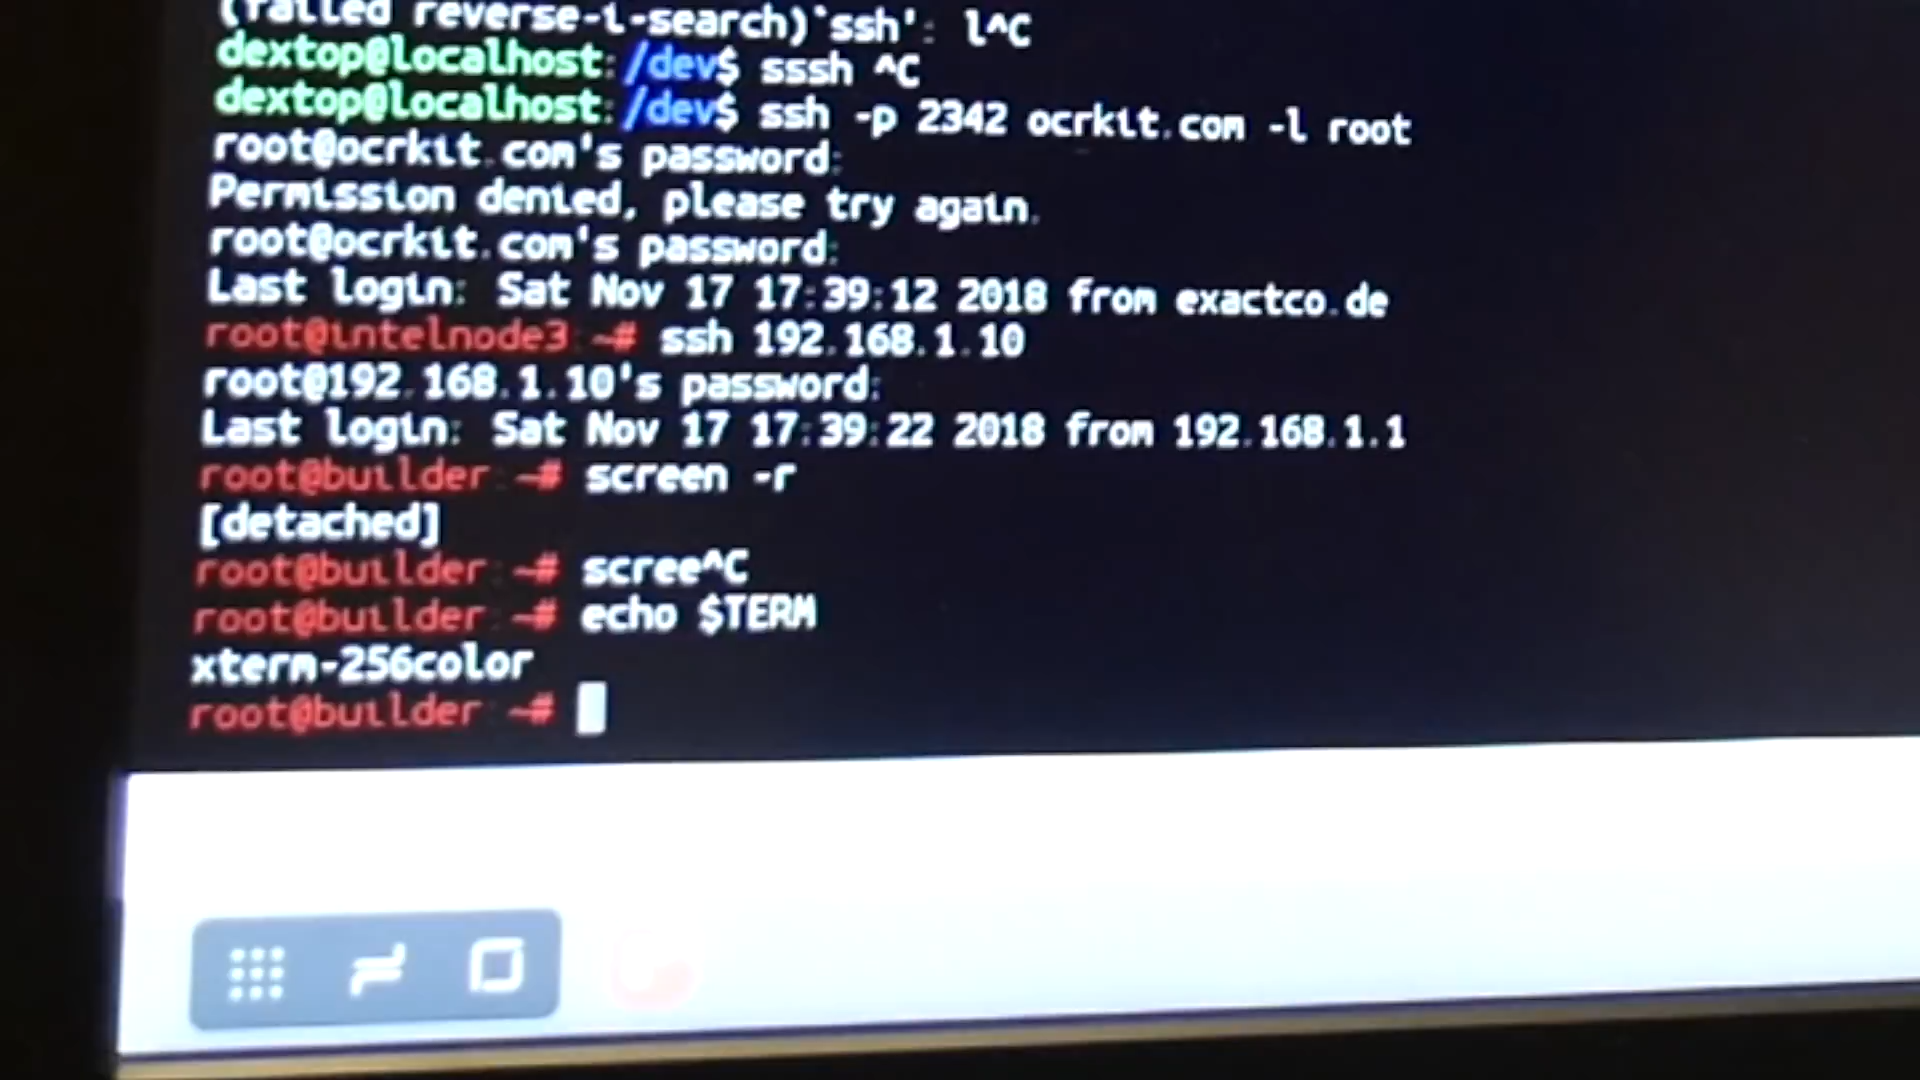 (failed reverse-i-search)`ssh': l^C
dextop@localhost:/dev$ sssh ^C
dextop@localhost:/dev$ ssh -p 2342 ocrkit.com -l root
root@ocrkit.com's password:
Permission denied, please try again.
root@ocrkit.com's password:
Last login: Sat Nov 17 17:39:12 2018 from exactco.de
root@intelnode3:~# ssh 192.168.1.10
root@192.168.1.10's password:
Last login: Sat Nov 17 17:39:22 2018 from 192.168.1.1
root@builder:~# screen -r
[detached]
root@builder:~# scree^C
root@builder:~# echo $TERM
xterm-256color
root@builder:~#